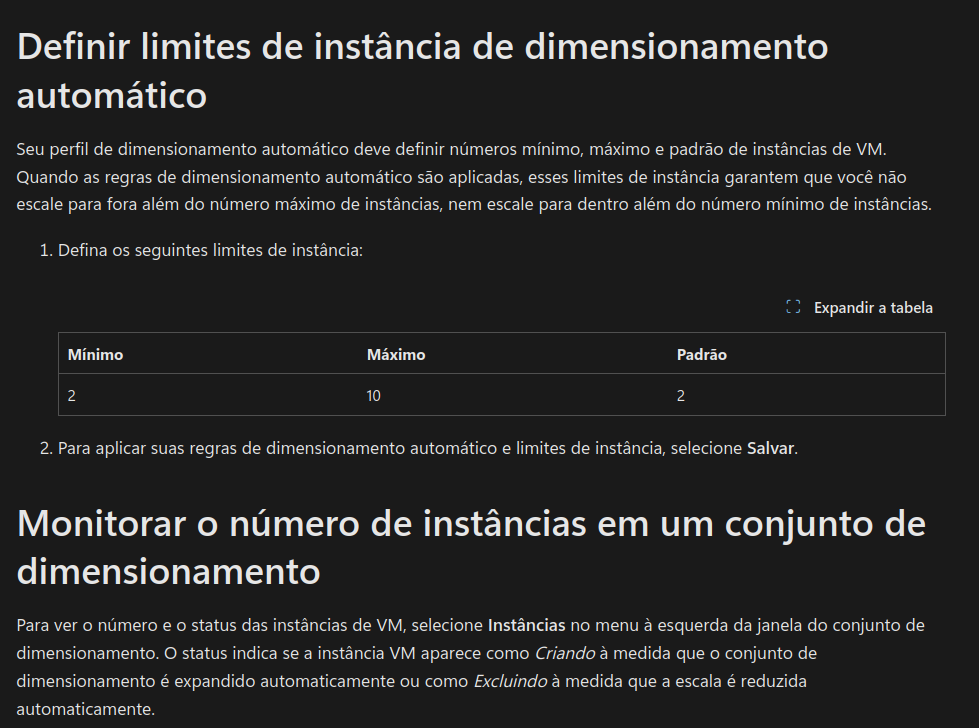 Definir limites de instância de dimensionamento
automático
Seu perfil de dimensionamento automático deve definir números mínimo, máximo e padrão de instâncias de VM.
Quando as regras de dimensionamento automático são aplicadas, esses limites de instância garantem que você não
escale para fora além do número máximo de instâncias, nem escale para dentro além do número mínimo de instâncias.
1. Defina os seguintes limites de instância:
Expandir a tabela
Mínimo Máximo Padrão
2 10 2
2. Para aplicar suas regras de dimensionamento automático e limites de instância, selecione Salvar.
Monitorar o número de instâncias em um conjunto de
dimensionamento
Para ver o número e o status das instâncias de VM, selecione Instâncias no menu à esquerda da janela do conjunto de
dimensionamento. O status indica se a instância VM aparece como Criando à medida que o conjunto de
dimensionamento é expandido automaticamente ou como Excluindo à medida que a escala é reduzida
automaticamente.